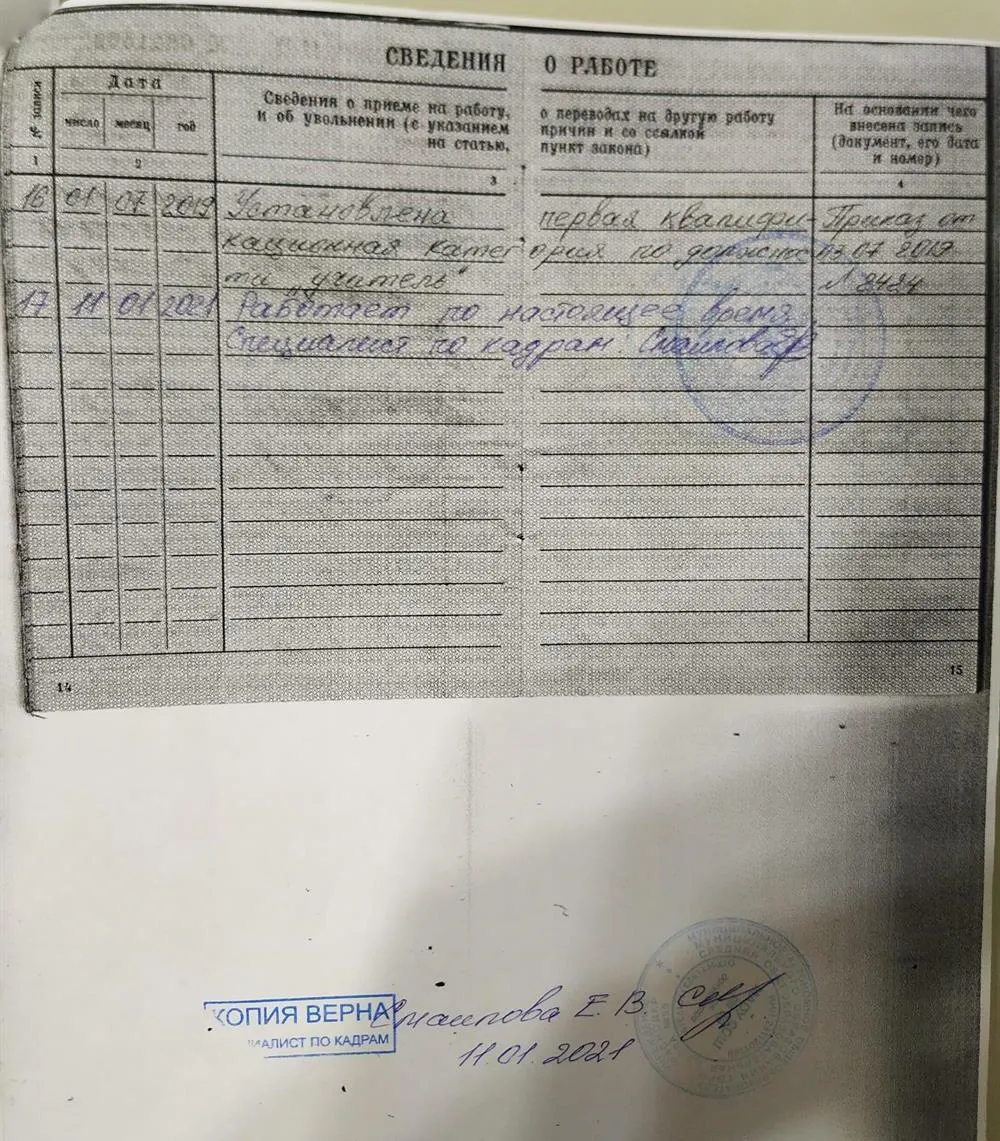 СВЕДЕНИЯ О РАБОТЕ
№ записи
Дата
число месяц год
Сведения о приеме на работу,
и об увольнении (с указанием
на статью,
о переводах на другую работу
причин и со ссылкой
пункт закона)
На основании чего
внесена запись
(документ, его дата
и номер)
1 2 3 4
16 01 07 2019 Установлена первая квалифи- Приказ от
кационная категория по должнос 07 2019
ти „учитель" № 8424
17 11 01 2021 Работает по настоящее время.
Специалист по кадрам
14 15
КОПИЯ ВЕРНА Смаилова Е. В.
ИАЛИСТ ПО КАДРАМ
11.01.2021